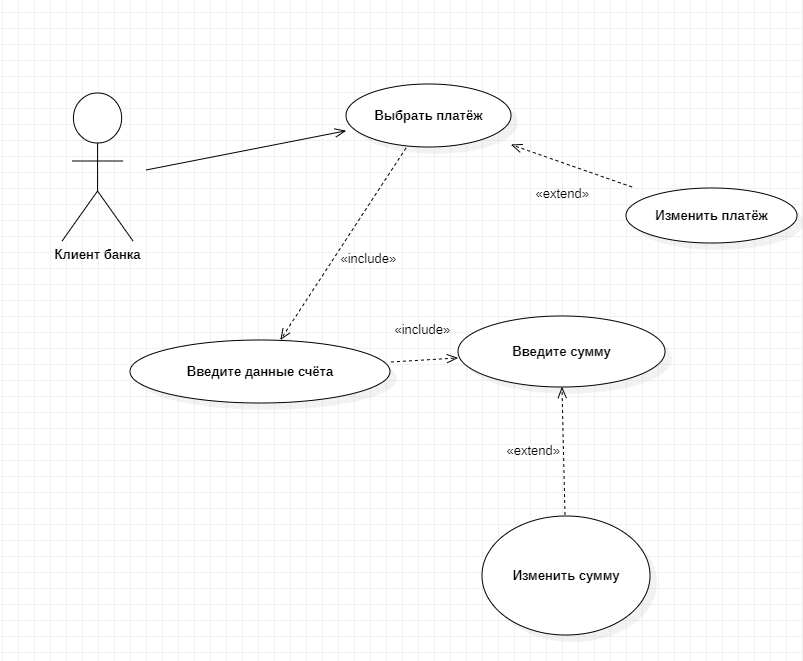 Выбрать платёж
«extend»
Изменить платёж
Клиент банка
«include»
«include»
Введите сумму
Введите данные счёта
«extend»
Изменить сумму